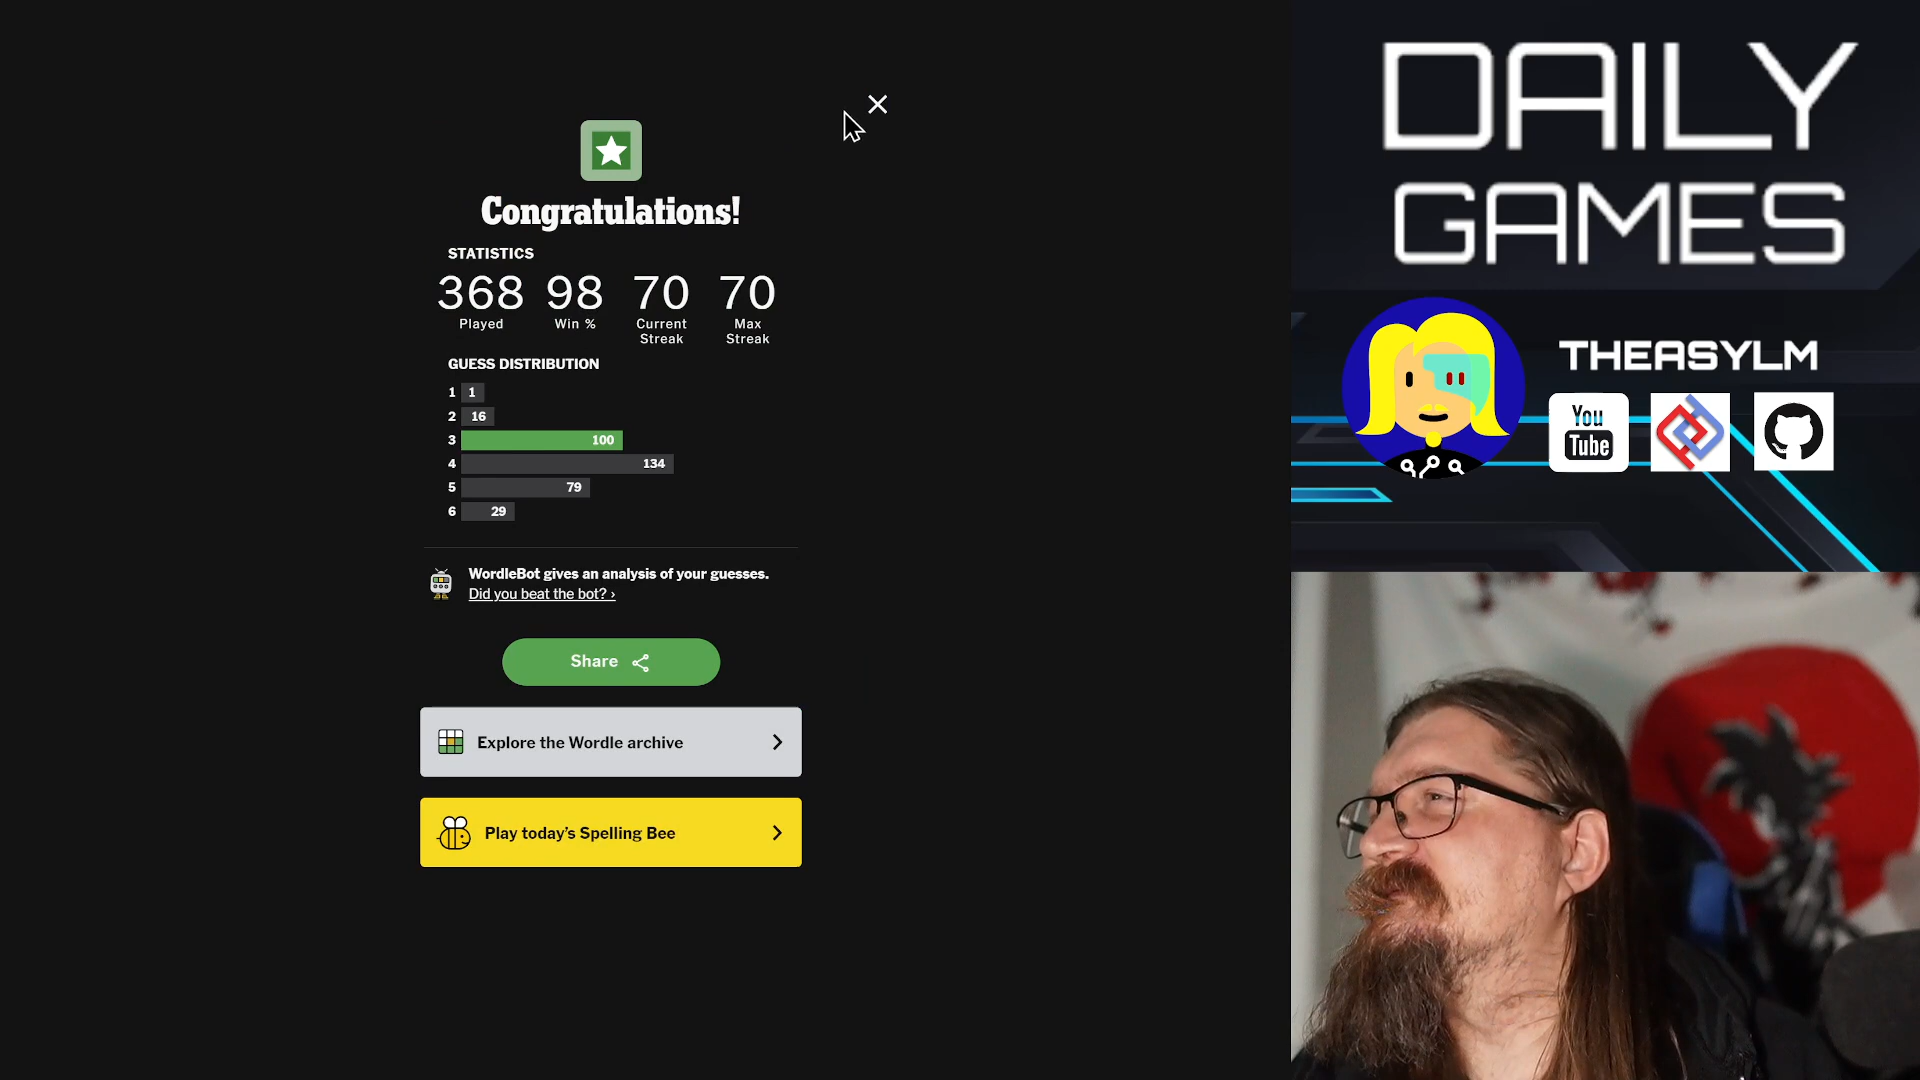 Congratulations!
STATISTICS
368 98 70 70
Played Win % Current Streak Max Streak
GUESS DISTRIBUTION
1 1
2 16
3 100
4 134
5 79
6 29
WordleBot gives an analysis of your guesses.
Did you beat the bot? ›
Share
Explore the Wordle archive
Play today’s Spelling Bee
DAILY
GAMES
THEASYLM
You
Tube